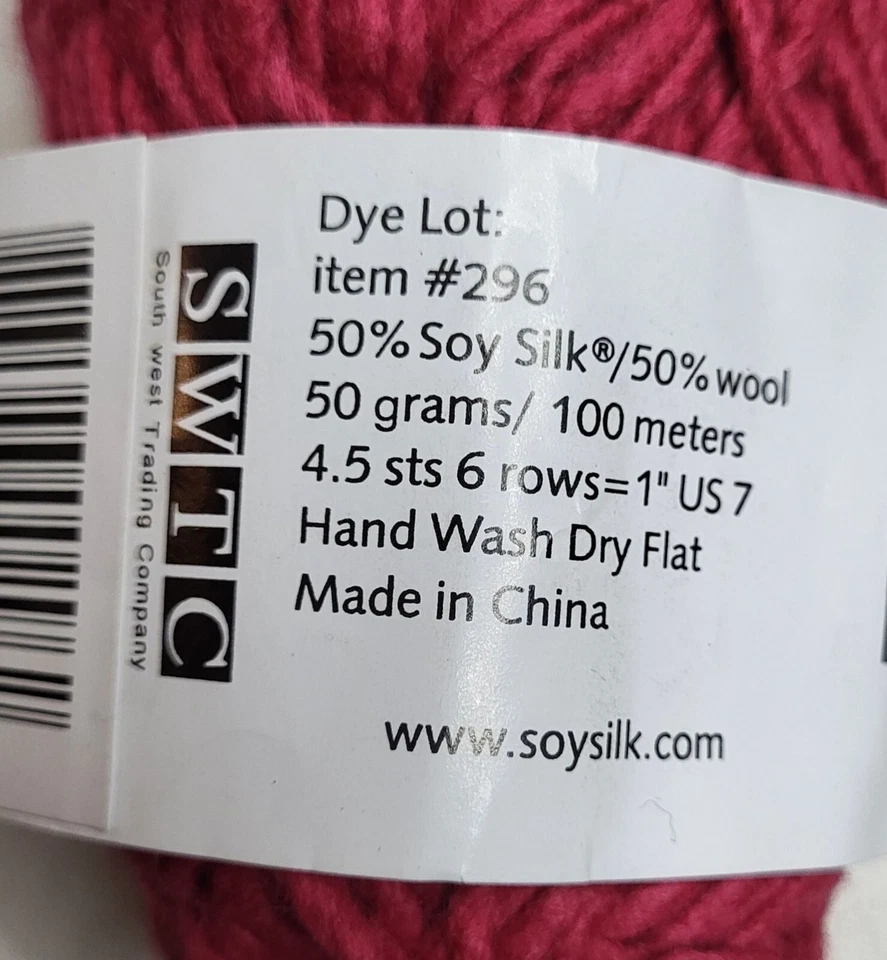 Dye Lot:
item #296
50% Soy Silk®/50% wool
50 grams/ 100 meters
4.5 sts 6 rows=1" US 7
Hand Wash Dry Flat
Made in China
www.soysilk.com
SWTC
South west Trading Company